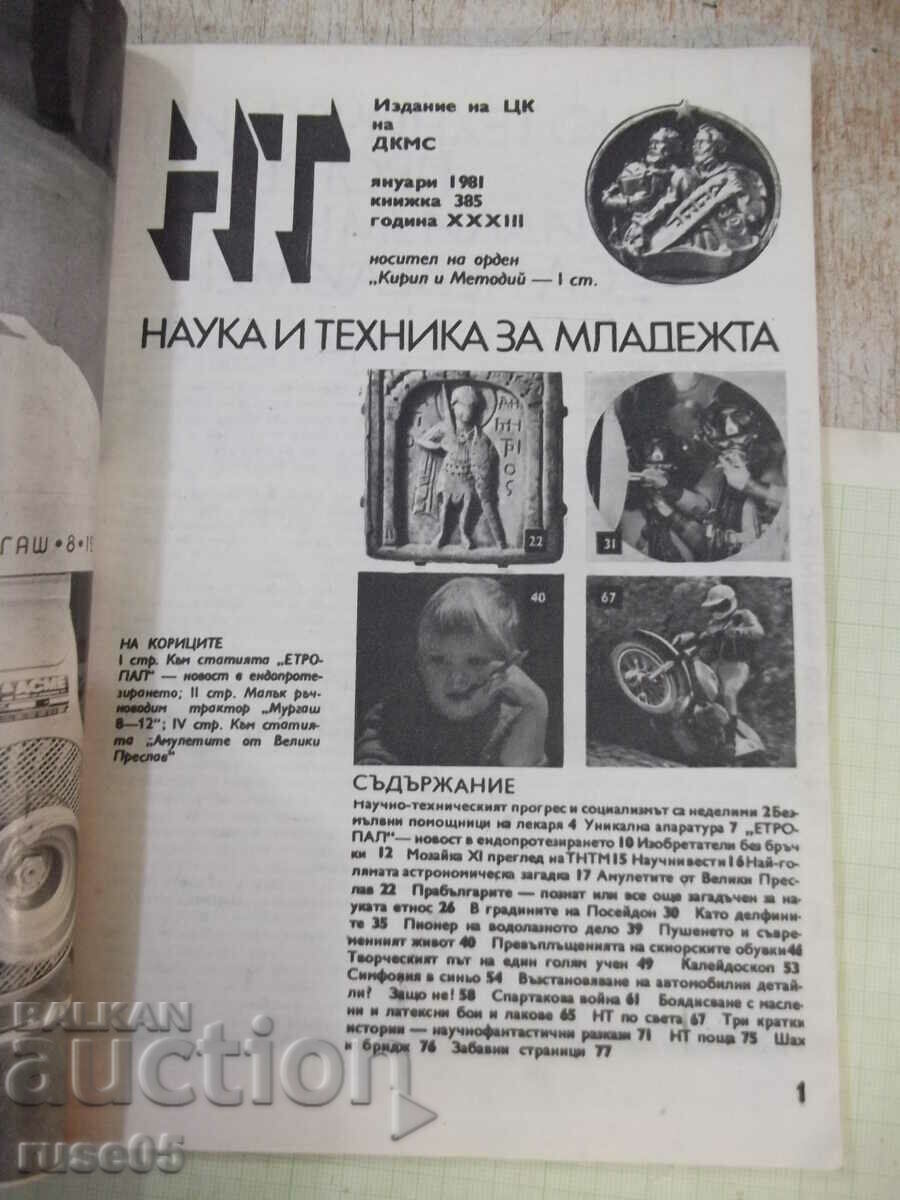 НТ
Издание на ЦК
на
ДКМС
януари 1981
книжка 385
година XXXIII
носител на орден
„Кирил и Методий — I ст.
НАУКА И ТЕХНИКА ЗА МЛАДЕЖТА
22
31
40
67
ГАШ • 8 • 1
НА КОРИЦИТЕ
I стр. Към статията „ЕТРО-
ПАЛ“ — новост в ендопроте-
зирането; II стр. Малък ръч-
новодим трактор „Мургаш
8—12“; IV стр. Към статия-
та „Амулетите от Велики
Преслав“
СЪДЪРЖАНИЕ
Научно-техническият прогрес и социализмът са неделими 2 Без-
мълвни помощници на лекаря 4 Уникална апаратура 7 „ЕТРО-
ПАЛ“— новост в ендопротезирането 10 Изобретатели без бръч
ки 12 Мозайка XI преглед на ТНТМ 15 Научни вести 16 Най-го-
лямата астрономическа загадка 17 Амулетите от Велики Прес-
лав 22 Прабългарите — познат или все още загадъчен за на-
уката етнос 26 В градините на Посейдон 30 Като делфини-
те 35 Пионер на водолазното дело 39 Пушенето и съвре-
менният живот 40 Превъплъщенията на скиорските обувки 46
Творческият път на един голям учен 49 Калейдоскоп 53
Симфония в синьо 54 Възстановяване на автомобилни детай-
ли? Защо не! 58 Спартакова война 61 Боядисване с масле-
ни и латексни бои и лакове 65 НТ по света 67 Три кратки
истории — научнофантастични разкази 71 НТ поща 75 Шах
и бридж 76 Забавни страници 77
1
BALKAN
auction
ruse05